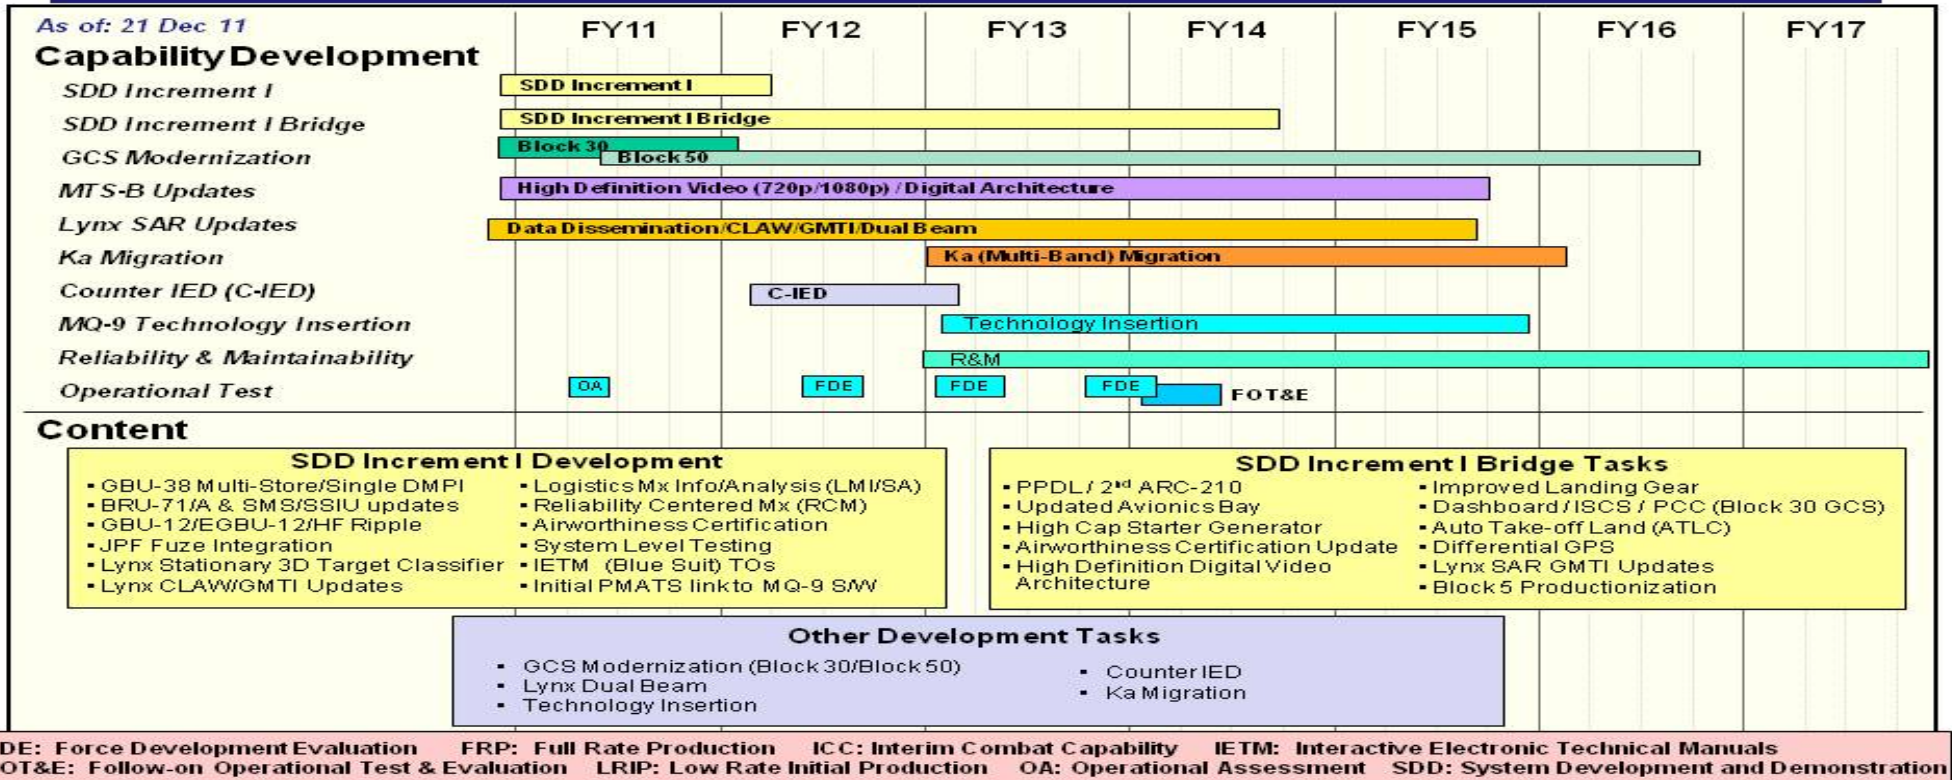 As of: 21 Dec 11
FY11 FY12 FY13 FY14 FY15 FY16 FY17
Capability Development
SDD Increment I
SDD Increment I
SDD Increment I Bridge
SDD Increment I Bridge
GCS Modernization
Block 30
Block 50
MTS-B Updates
High Definition Video (720p/1080p) / Digital Architecture
Lynx SAR Updates
Data Dissemination/CLAW/GMTI/Dual Beam
Ka Migration
Ka (Multi-Band) Migration
Counter IED (C-IED)
C-IED
MQ-9 Technology Insertion
Technology Insertion
Reliability & Maintainability
R&M
Operational Test
OA FDE FDE FDE FOT&E
Content
SDD Increment I Development
▪ GBU-38 Multi-Store/Single DMPI
▪ BRU-71/A & SMS/SSIU updates
▪ GBU-12/EGBU-12/HF Ripple
▪ JPF Fuze Integration
▪ Lynx Stationary 3D Target Classifier
▪ Lynx CLAW/GMTI Updates
▪ Logistics Mx Info/Analysis (LMI/SA)
▪ Reliability Centered Mx (RCM)
▪ Airworthiness Certification
▪ System Level Testing
▪ IETM (Blue Suit) TOs
▪ Initial PMATS link to MQ-9 S/W
SDD Increment I Bridge Tasks
▪ PPDL / 2nd ARC-210
▪ Updated Avionics Bay
▪ High Cap Starter Generator
▪ Airworthiness Certification Update
▪ High Definition Digital Video
Architecture
▪ Improved Landing Gear
▪ Dashboard / ISCS / PCC (Block 30 GCS)
▪ Auto Take-off Land (ATLC)
▪ Differential GPS
▪ Lynx SAR GMTI Updates
▪ Block 5 Productionization
Other Development Tasks
▪ GCS Modernization (Block 30/Block 50)
▪ Lynx Dual Beam
▪ Technology Insertion
▪ Counter IED
▪ Ka Migration
DE: Force Development Evaluation FRP: Full Rate Production ICC: Interim Combat Capability IETM: Interactive Electronic Technical Manuals
OT&E: Follow-on Operational Test & Evaluation LRIP: Low Rate Initial Production OA: Operational Assessment SDD: System Development and Demonstration